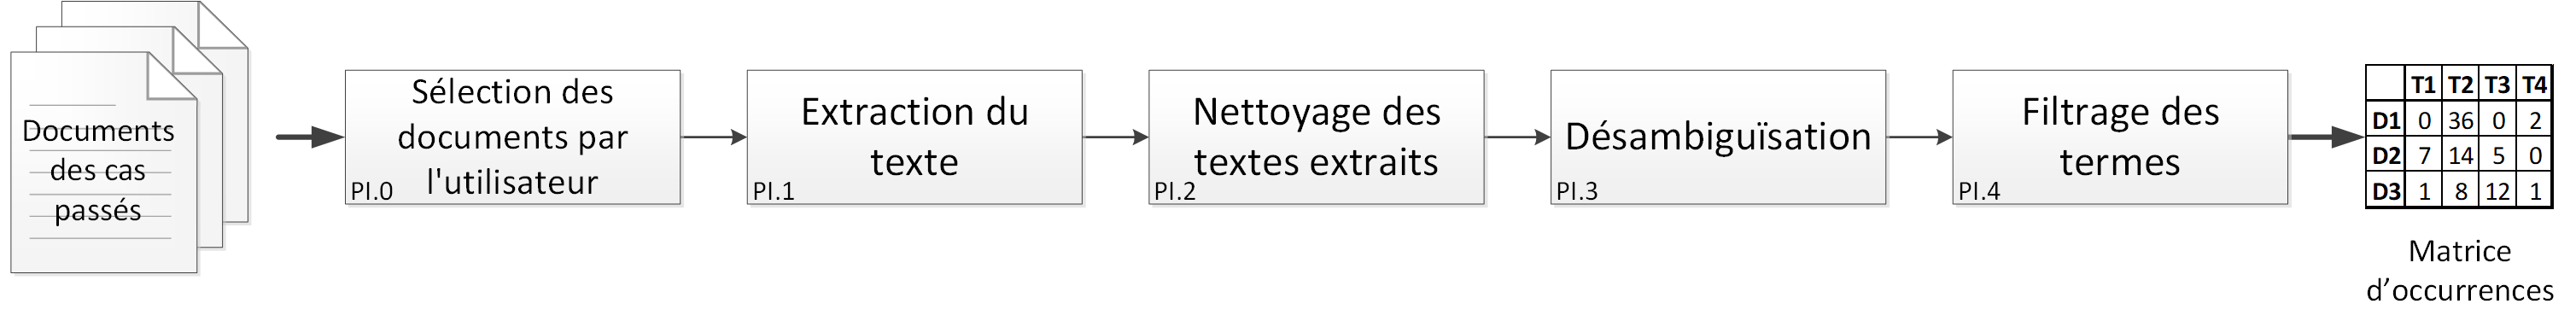 Documents
des cas
passés
Sélection des
documents par
l'utilisateur
PI.0
Extraction du
texte
PI.1
Nettoyage des
textes extraits
PI.2
Désambiguïsation
PI.3
Filtrage des
termes
PI.4
T1 T2 T3 T4
D1 0 36 0 2
D2 7 14 5 0
D3 1 8 12 1
Matrice
d’occurrences